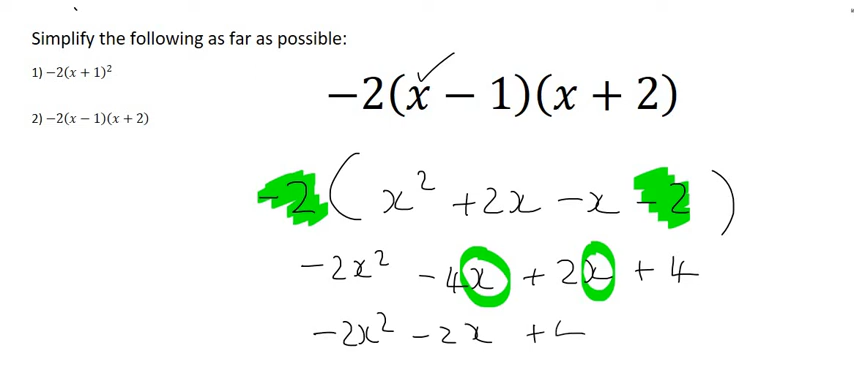 Simplify the following as far as possible:
1) −2(x + 1)²
2) −2(x − 1)(x + 2)
−2(x − 1)(x + 2)
−2(x² +2x −x −2)
−2x² −4x + 2x + 4
−2x² −2x +4